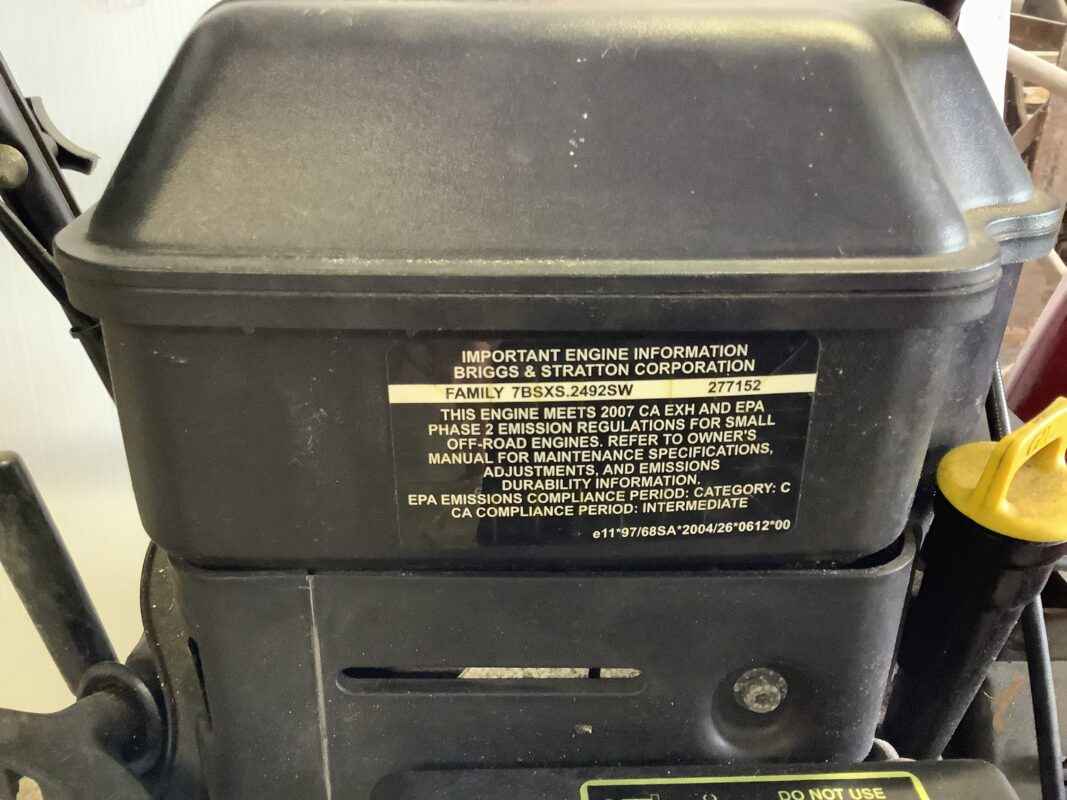 IMPORTANT ENGINE INFORMATION
BRIGGS & STRATTON CORPORATION
FAMILY 7BSXS.2492SW 277152
THIS ENGINE MEETS 2007 CA EXH AND EPA
PHASE 2 EMISSION REGULATIONS FOR SMALL
OFF-ROAD ENGINES. REFER TO OWNER'S
MANUAL FOR MAINTENANCE SPECIFICATIONS,
ADJUSTMENTS, AND EMISSIONS
DURABILITY INFORMATION.
EPA EMISSIONS COMPLIANCE PERIOD: CATEGORY: C
CA COMPLIANCE PERIOD: INTERMEDIATE
e11*97/68SA*2004/26*0612*00
DO NOT USE